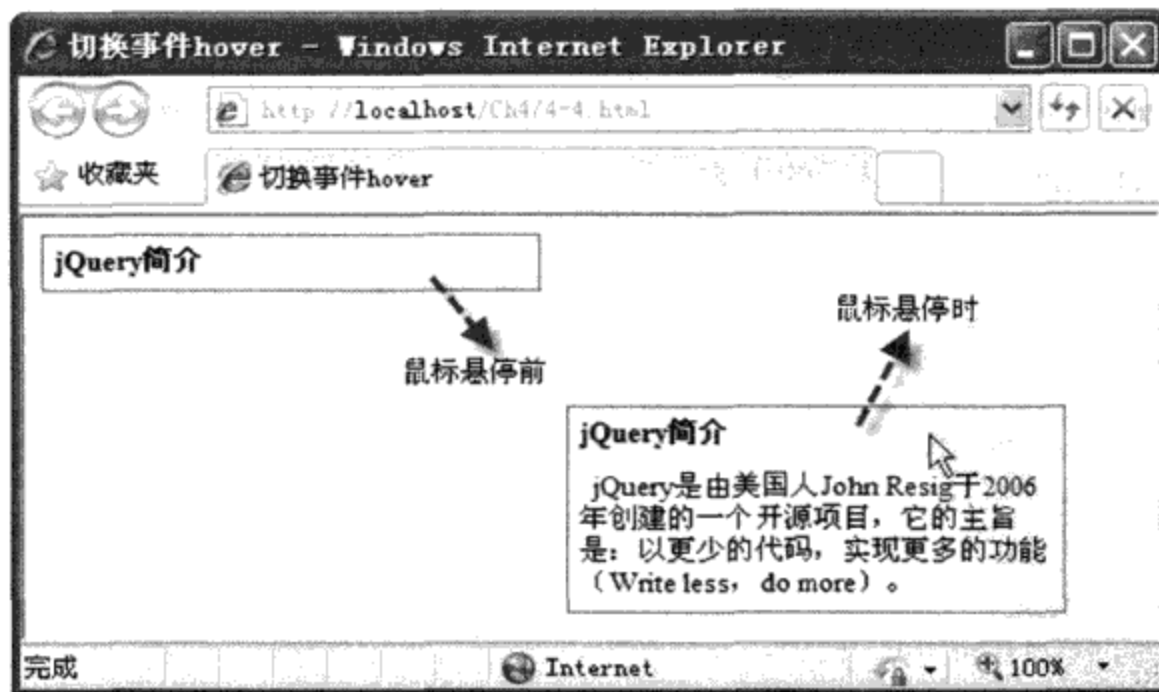 切换事件hover - Windows Internet Explorer
http://localhost/Ch4/4-4.html
收藏夹
切换事件hover
jQuery简介
鼠标悬停前
鼠标悬停时
jQuery简介
jQuery是由美国人John Resig于2006
年创建的一个开源项目，它的主旨
是：以更少的代码，实现更多的功能
（Write less，do more）。
完成
Internet
100%